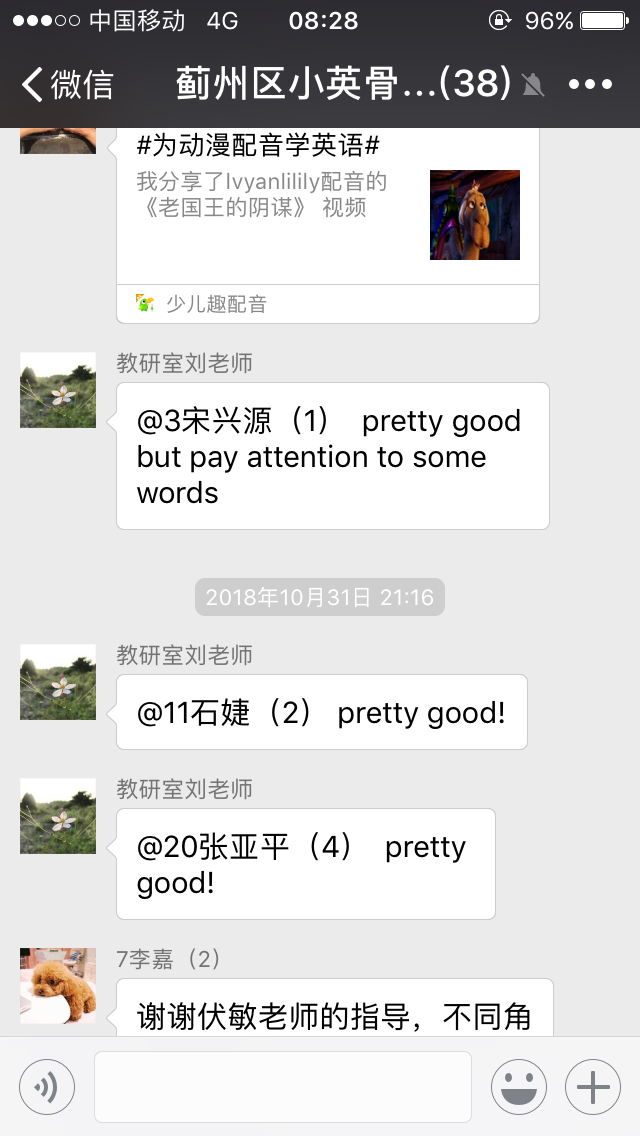 中国移动 4G 08:28 96%
微信 蓟州区小英骨...(38)
#为动漫配音学英语#
我分享了lvyanlilily配音的
《老国王的阴谋》 视频
少儿趣配音
教研室刘老师
@3宋兴源（1） pretty good
but pay attention to some
words
2018年10月31日 21:16
教研室刘老师
@11石婕（2） pretty good!
教研室刘老师
@20张亚平（4） pretty
good!
7李嘉（2）
谢谢伏敏老师的指导，不同角